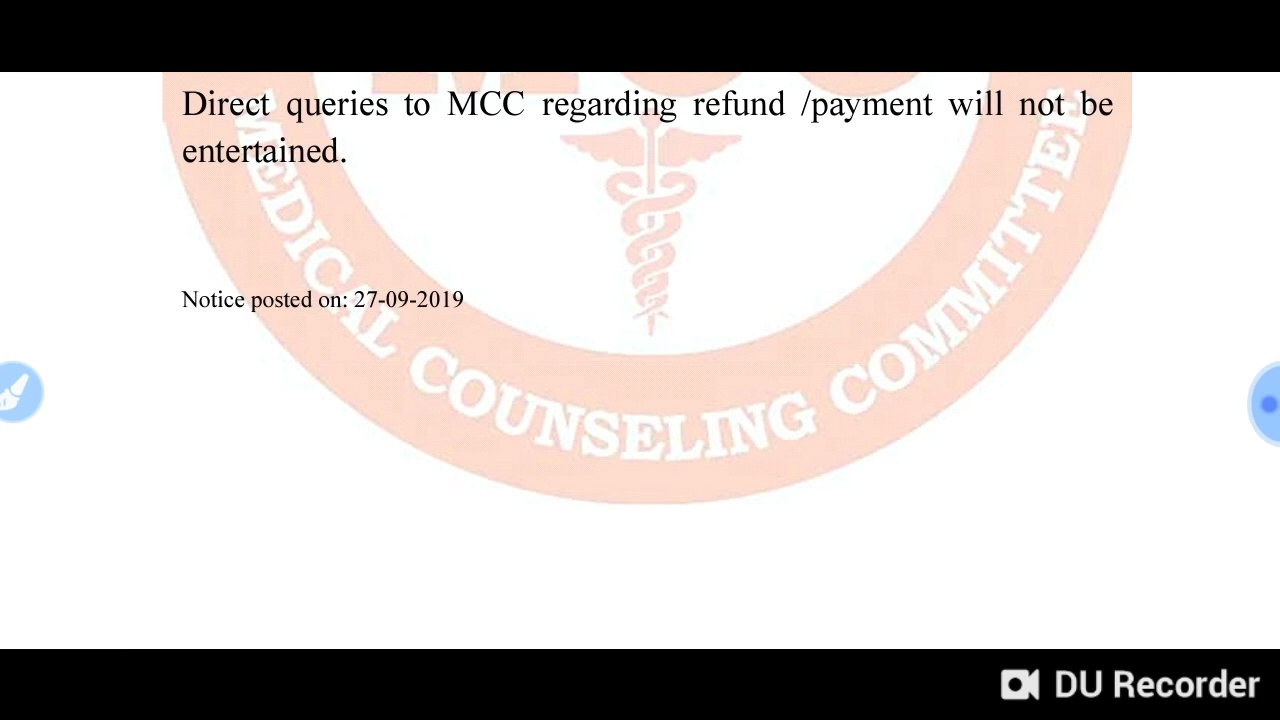 Direct queries to MCC regarding refund /payment will not be
entertained.
Notice posted on: 27-09-2019
MEDICAL COUNSELING COMMITTEE
DU Recorder